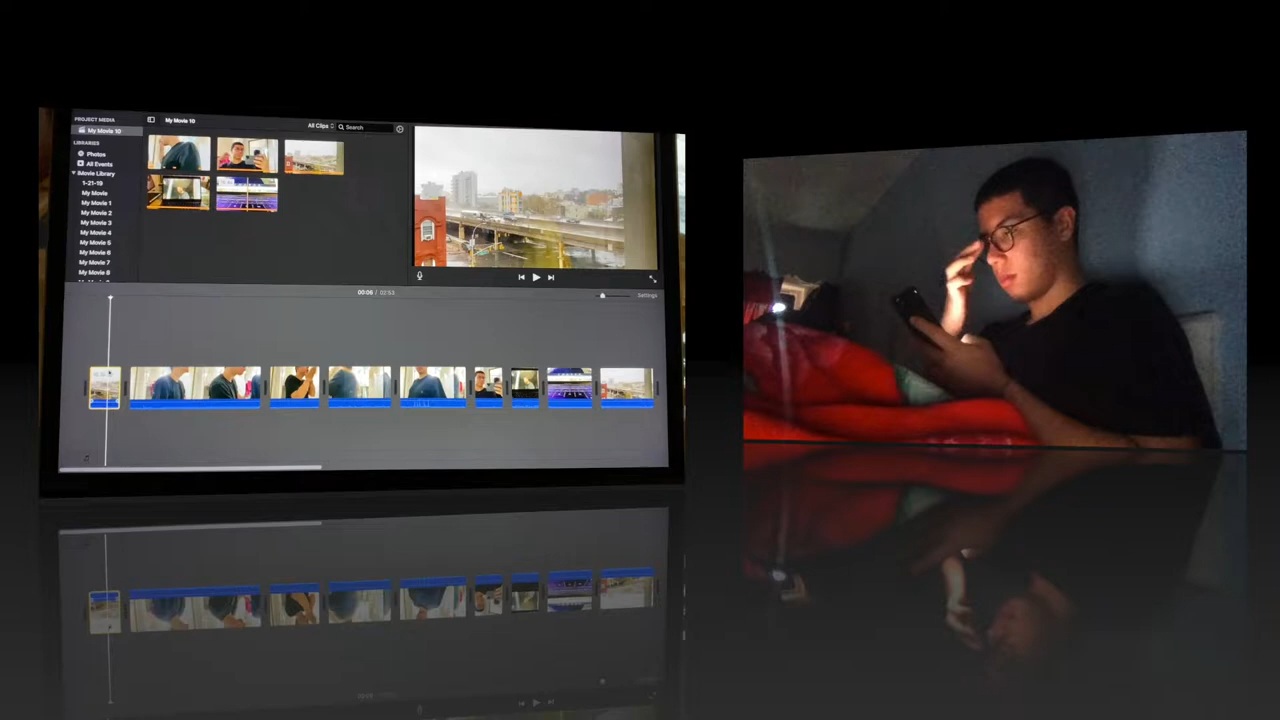 PROJECT MEDIA
My Movie 10
LIBRARIES
Photos
All Events
iMovie Library
1-21-19
My Movie
My Movie 1
My Movie 2
My Movie 3
My Movie 4
My Movie 5
My Movie 6
My Movie 7
My Movie 8
My Movie 10
All Clips
Search
00:06 / 02:53
Settings